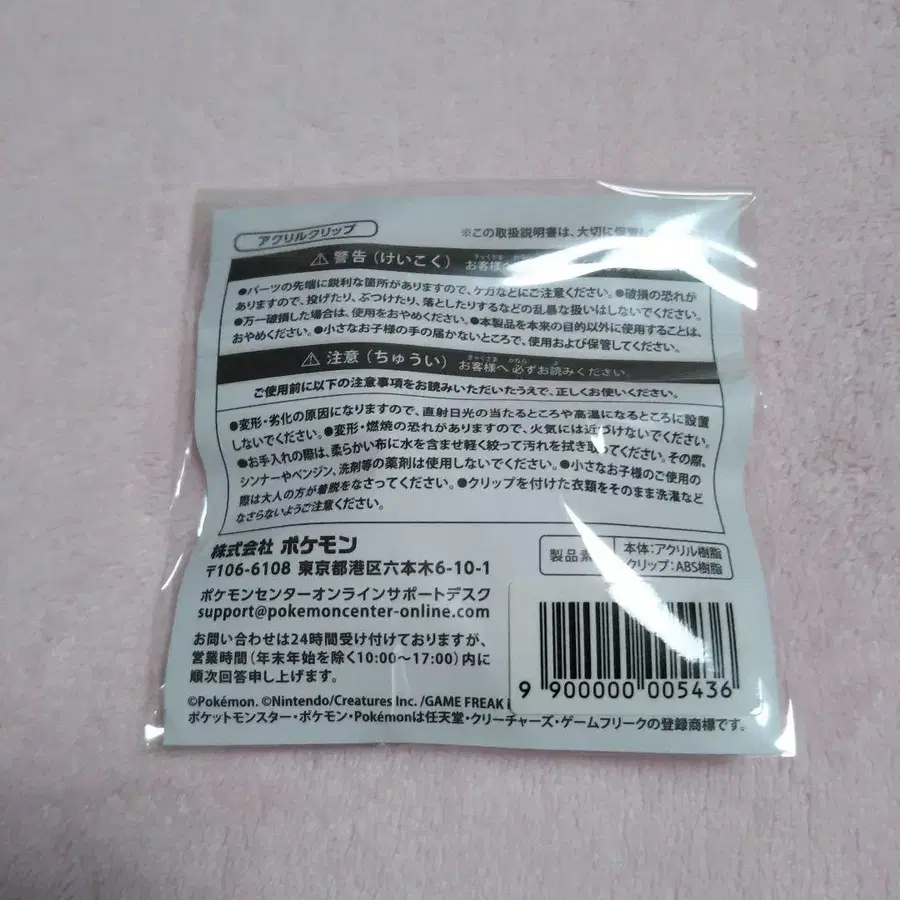 アクリルクリップ
※この取扱説明書は、大切に保管し
⚠警告（けいこく） お客様へ
●パーツの先端に鋭利な箇所がありますので、ケガなどにご注意ください。●破損の恐れが
ありますので、投げたり、ぶつけたり、落としたりするなどの乱暴な扱いはしないでください。
●万一破損した場合は、使用をおやめください。●本製品を本来の目的以外に使用することは、
おやめください。●小さなお子様の手の届かないところで、使用および保管してください。
⚠注意（ちゅうい） お客様へ 必ずお読みください。
ご使用前に以下の注意事項をお読みいただいたうえで、正しくお使いください。
●変形・劣化の原因になりますので、直射日光の当たるところや高温になるところに設置
しないでください。●変形・燃焼の恐れがありますので、火気には近づけないでください。
●お手入れの際は、柔らかい布に水を含ませ軽く絞って汚れを拭き取ってください。その際、
シンナーやベンジン、洗剤等の薬剤は使用しないでください。●小さなお子様のご使用の
際は大人の方が着脱をなさってください。●クリップを付けた衣類をそのまま洗濯など
なさらないようご注意ください。
株式会社 ポケモン
〒106-6108 東京都港区六本木6-10-1
ポケモンセンターオンラインサポートデスク
support@pokemoncenter-online.com
お問い合わせは24時間受け付けておりますが、
営業時間（年末年始を除く10:00～17:00）内に
順次回答申し上げます。
製品素
本体：アクリル樹脂
クリップ：ABS樹脂
9 900000 005436
©Pokémon. ©Nintendo/Creatures Inc. /GAME FREAK
ポケットモンスター・ポケモン・Pokémonは任天堂・クリーチャーズ・ゲームフリークの登録商標です。